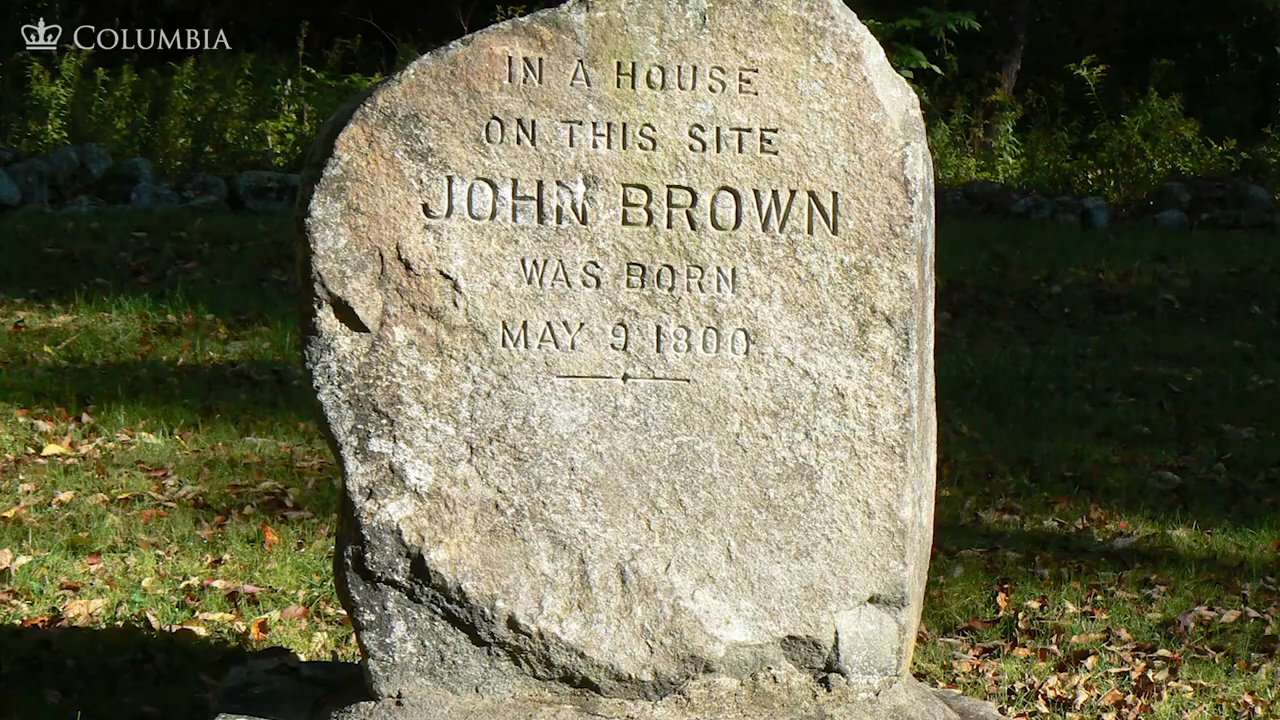 COLUMBIA
IN A HOUSE
ON THIS SITE
JOHN BROWN
WAS BORN
MAY 9 1800